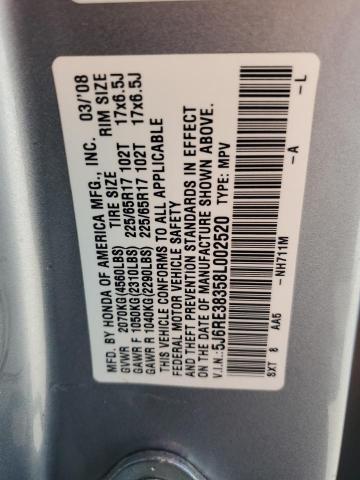 MFD. BY HONDA OF AMERICA MFG., INC. 03/'08
TIRE SIZE RIM SIZE
GVWR 2070KG(4560LBS) 225/65R17 102T 17x6.5J
GAWR F 1050KG(2310LBS) 225/65R17 102T 17x6.5J
GAWR R 1040KG(2290LBS)
THIS VEHICLE CONFORMS TO ALL APPLICABLE
FEDERAL MOTOR VEHICLE SAFETY
AND THEFT PREVENTION STANDARDS IN EFFECT
ON THE DATE OF MANUFACTURE SHOWN ABOVE.
V.I.N.: 5J6RE38358L002520 TYPE: MPV
SXT 8 AA5 -NH711M -A -L